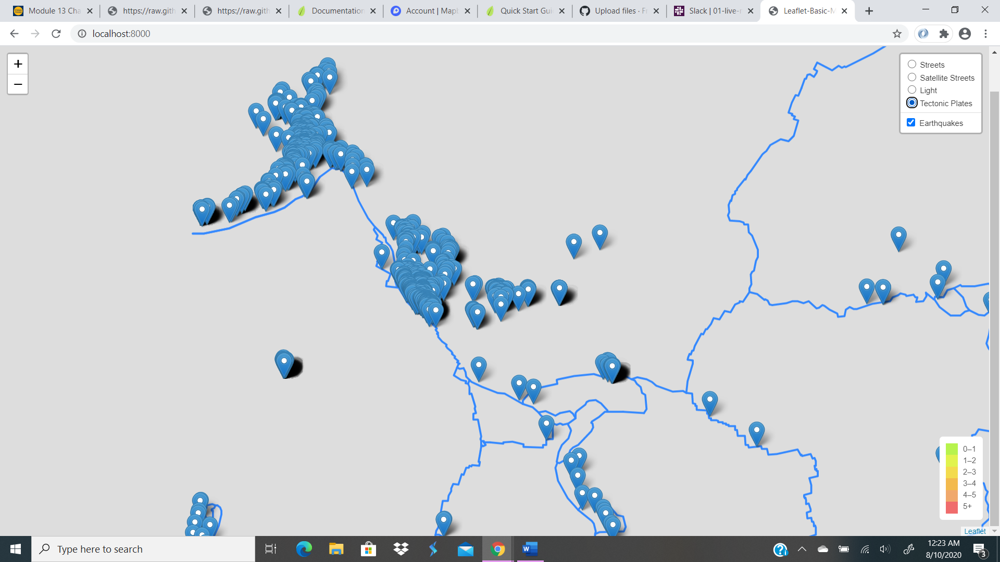 Module 13 Cha
https://raw.gith
https://raw.gith
Documentation
Account | Mapb
Quick Start Gui
Upload files · Fr
Slack | 01-live-r
Leaflet-Basic-M
localhost:8000
+
−
Streets
Satellite Streets
Light
Tectonic Plates
Earthquakes
0–1
1–2
2–3
3–4
4–5
5+
Leaflet
Type here to search
12:23 AM
8/10/2020
3